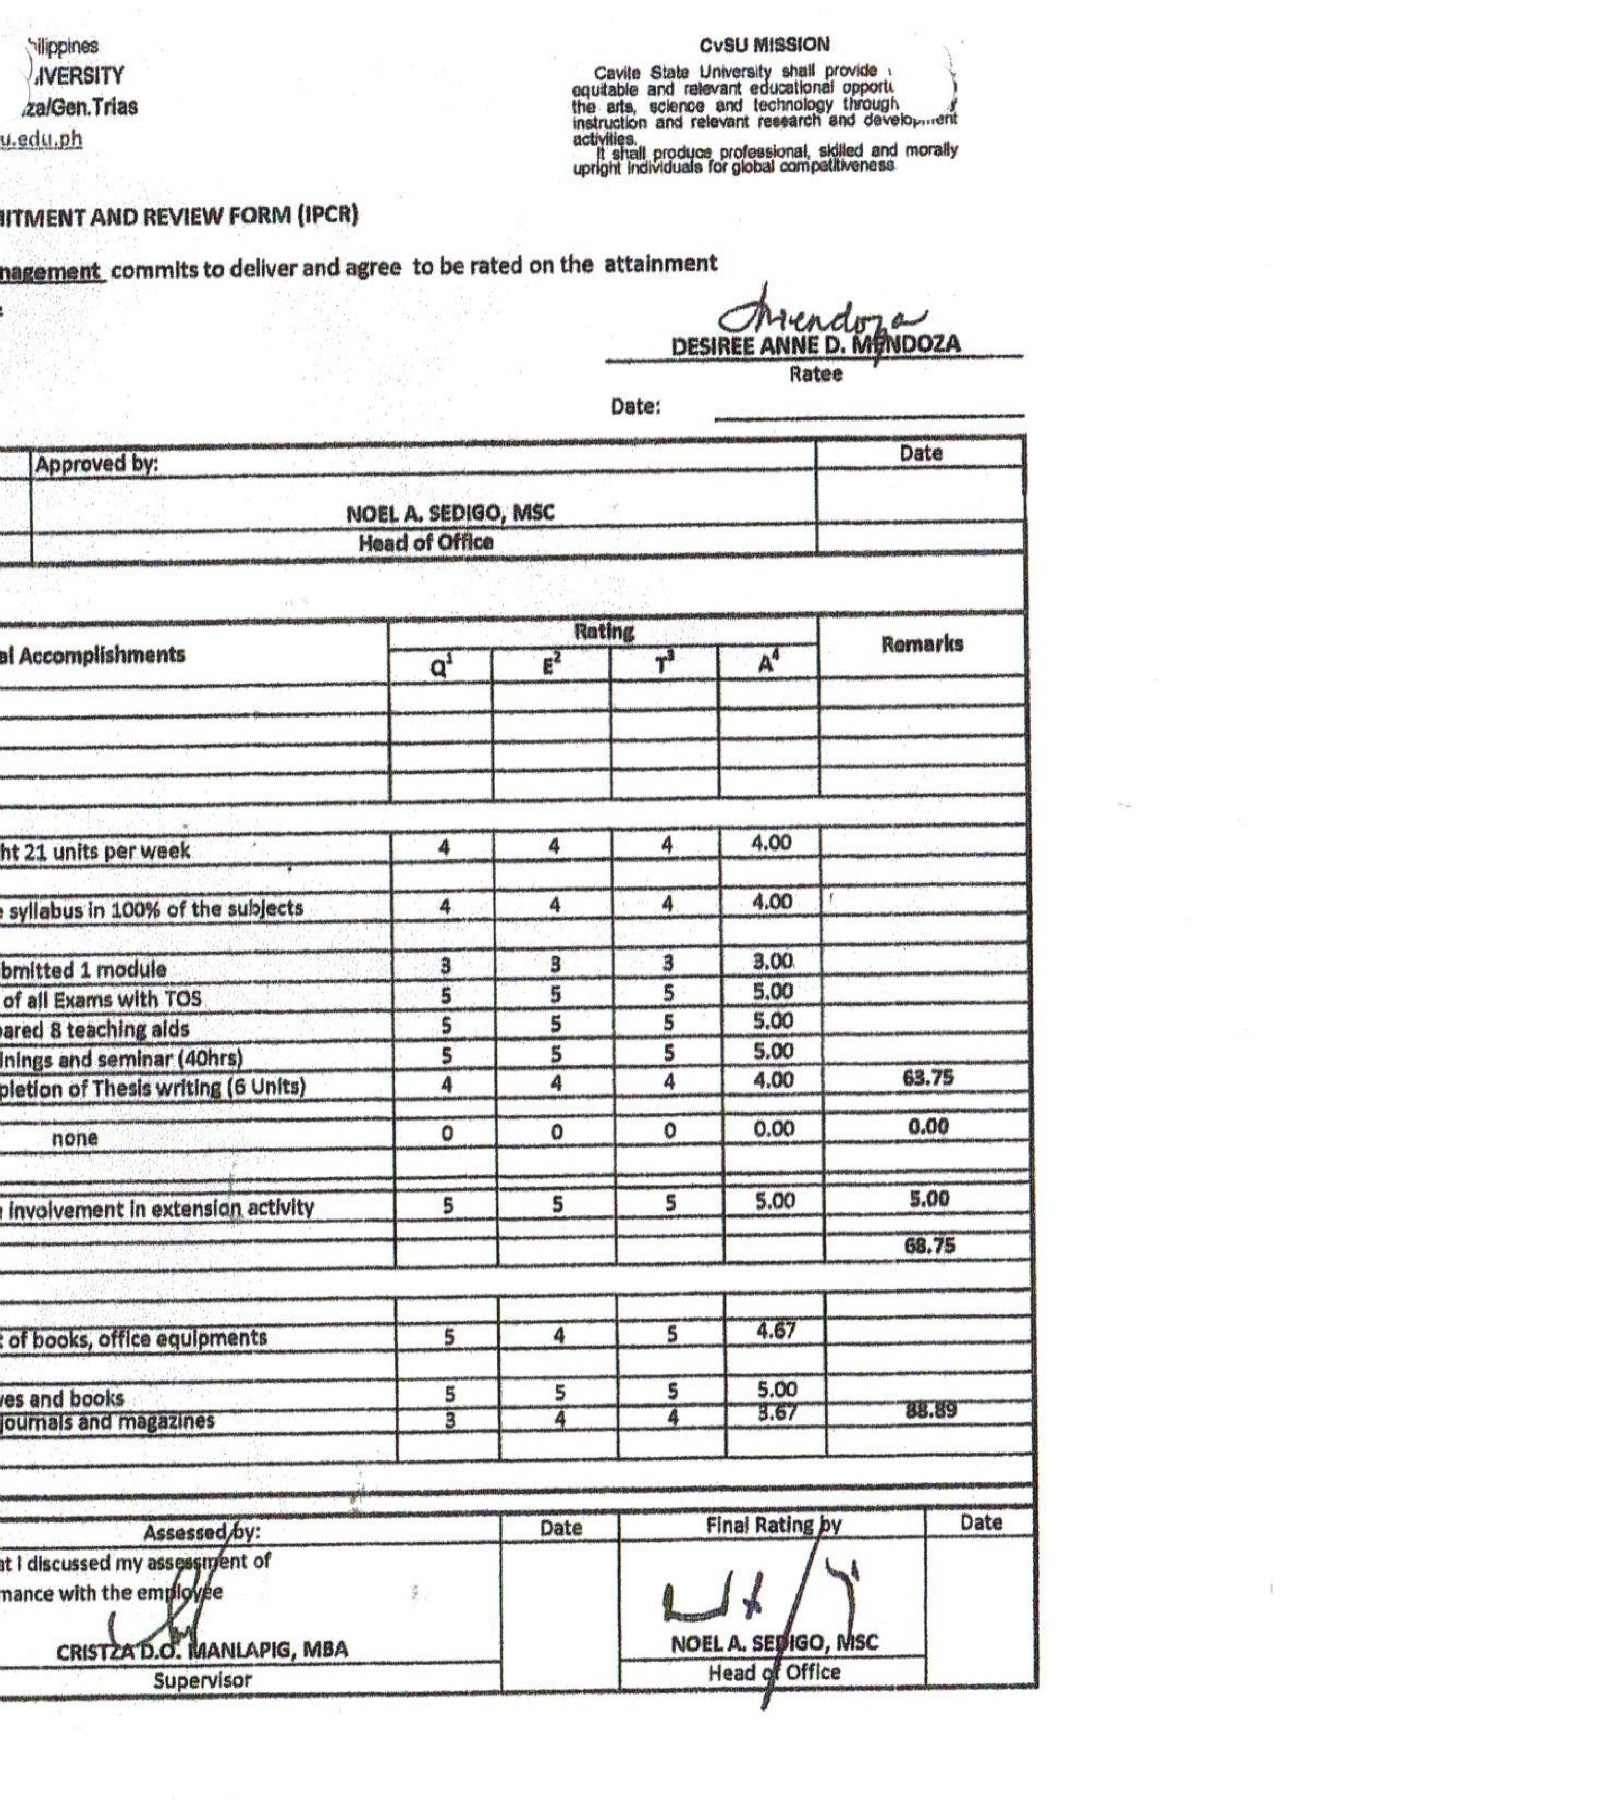 ilippines
IVERSITY
za/Gen.Trias
u.edu.ph
CvSU MISSION
Cavite State University shall provide
equitable and relevant educational opport
the arts, science and technology through
instruction and relevant research and development
activities.
It shall produce professional, skilled and morally
upright individuals for global competitiveness
ITMENT AND REVIEW FORM (IPCR)
nagement commits to deliver and agree to be rated on the attainment
Mendoza
DESIREE ANNE D. MENDOZA
Ratee
Date:
Approved by: Date
NOEL A. SEDIGO, MSC
Head of Office
al Accomplishments Rating Remarks
Q1 E2 T3 A4
ht 21 units per week 4 4 4 4.00
e syllabus in 100% of the subjects 4 4 4 4.00
bmitted 1 module 3 3 3 3.00
of all Exams with TOS 5 5 5 5.00
pared 8 teaching aids 5 5 5 5.00
inings and seminar (40hrs) 5 5 5 5.00
pletion of Thesis writing (6 Units) 4 4 4 4.00 63.75
none 0 0 0 0.00 0.00
involvement in extension activity 5 5 5 5.00 5.00
68.75
t of books, office equipments 5 4 5 4.67
ves and books 5 5 5 5.00
journals and magazines 3 4 4 3.67 88.89
Assessed by: Date Final Rating by Date
at I discussed my assessment of
mance with the employee
CRISTZA D.O. MANLAPIG, MBA NOEL A. SEDIGO, MSC
Supervisor Head of Office